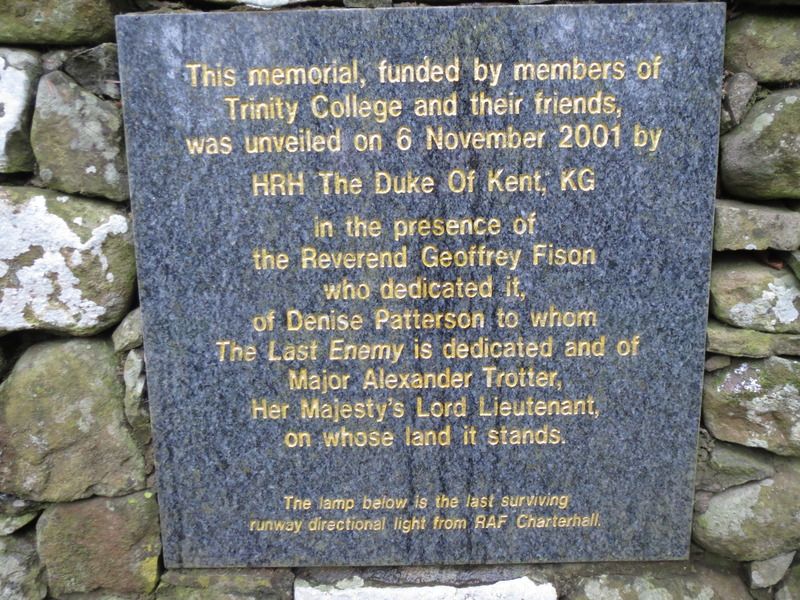 This memorial, funded by members of
Trinity College and their friends,
was unveiled on 6 November 2001 by
HRH The Duke Of Kent, KG
in the presence of
the Reverend Geoffrey Fison
who dedicated it,
of Denise Patterson to whom
The Last Enemy is dedicated and of
Major Alexander Trotter,
Her Majesty's Lord Lieutenant,
on whose land it stands.
The lamp below is the last surviving
runway directional light from RAF Charterhall.